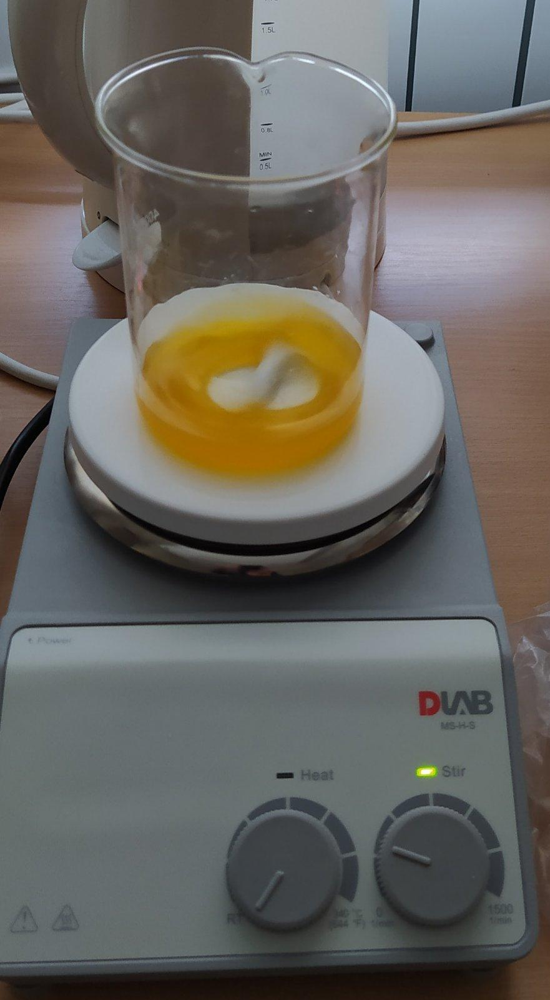 1.5L
1.0L
0.8L
MIN
0.5L
Power
DLAB
MS-H-S
Heat
Stir
RT
340 °C
(644 °F)
0
1/min
1500
1/min